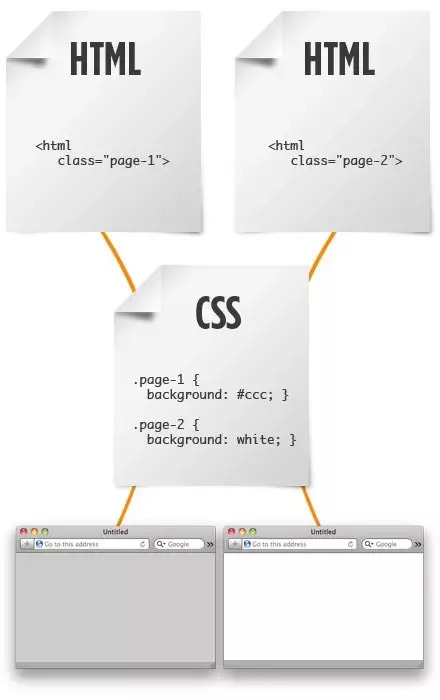 HTML
<html
class="page-1">
HTML
<html
class="page-2">
CSS
.page-1 {
background: #ccc; }
.page-2 {
background: white; }
Untitled
Go to this address
Google
Untitled
Go to this address
Google